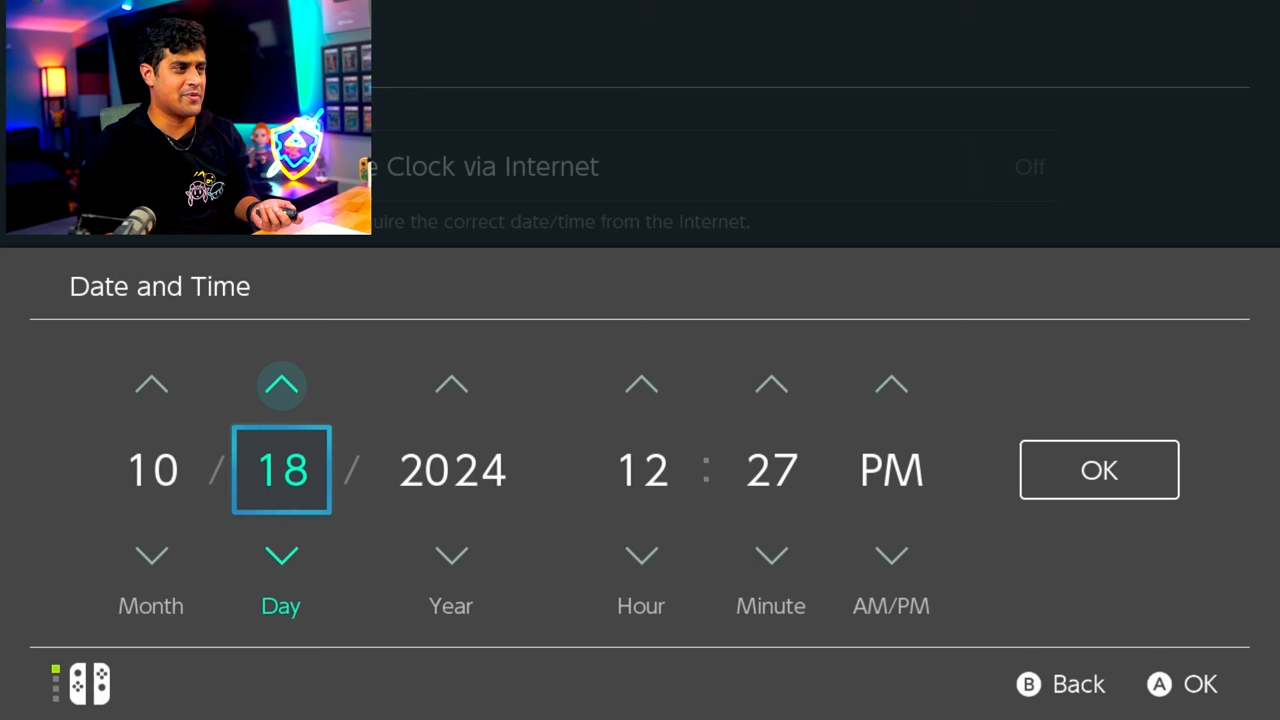 e Clock via Internet
Off
uire the correct date/time from the Internet.
Date and Time
10 / 18 / 2024 12 : 27 PM OK
Month Day Year Hour Minute AM/PM
B Back A OK